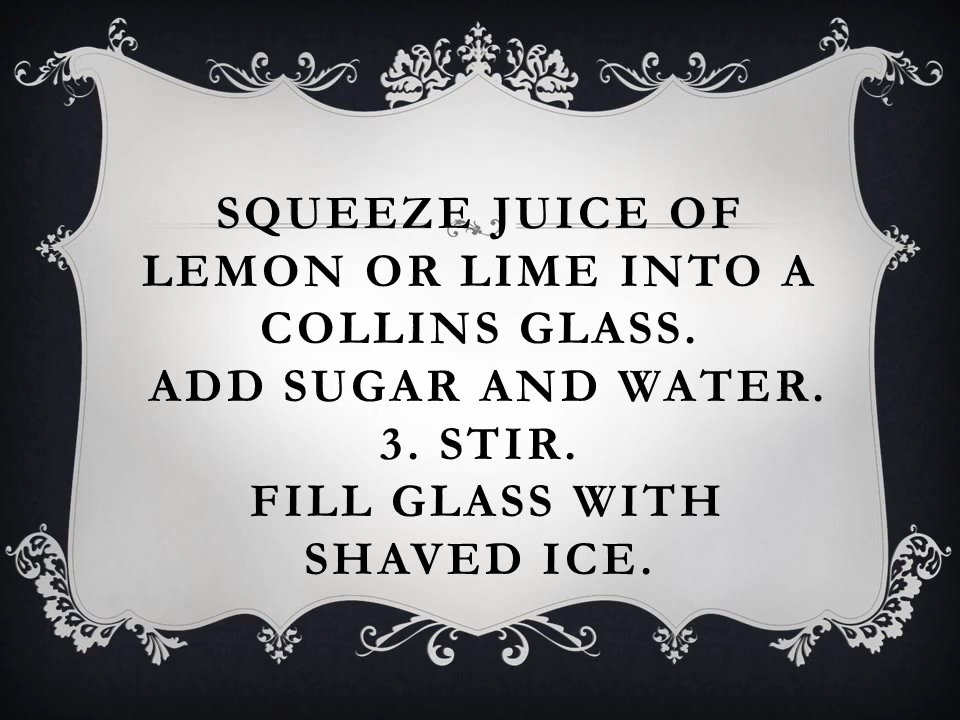 SQUEEZE JUICE OF
LEMON OR LIME INTO A
COLLINS GLASS.
ADD SUGAR AND WATER.
3. STIR.
FILL GLASS WITH
SHAVED ICE.